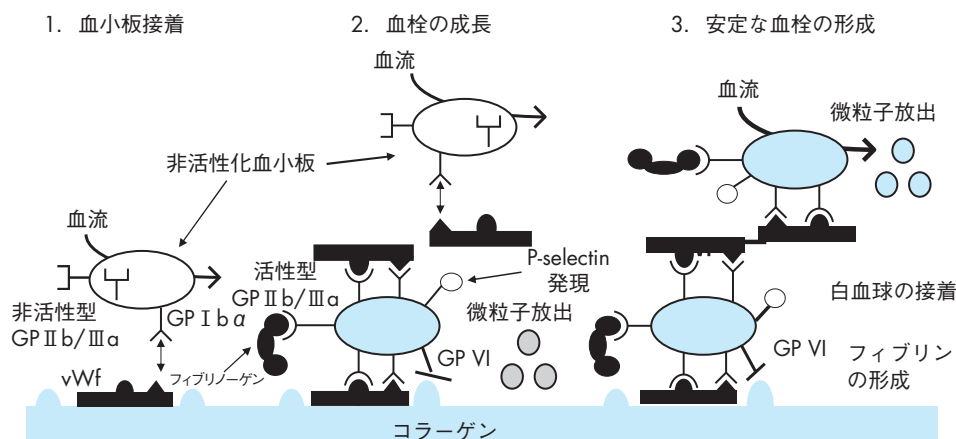 1. 血小板接着
2. 血栓の成長
3. 安定な血栓の形成
血流
血流
微粒子放出
非活性化血小板
血流
P-selectin
発現
活性型
GPⅡb/Ⅲa
非活性型
GPⅡb/Ⅲa
GPⅠbα
微粒子放出
白血球の接着
GP VI
GP VI
フィブリン
の形成
vWf
フィブリノーゲン
コラーゲン